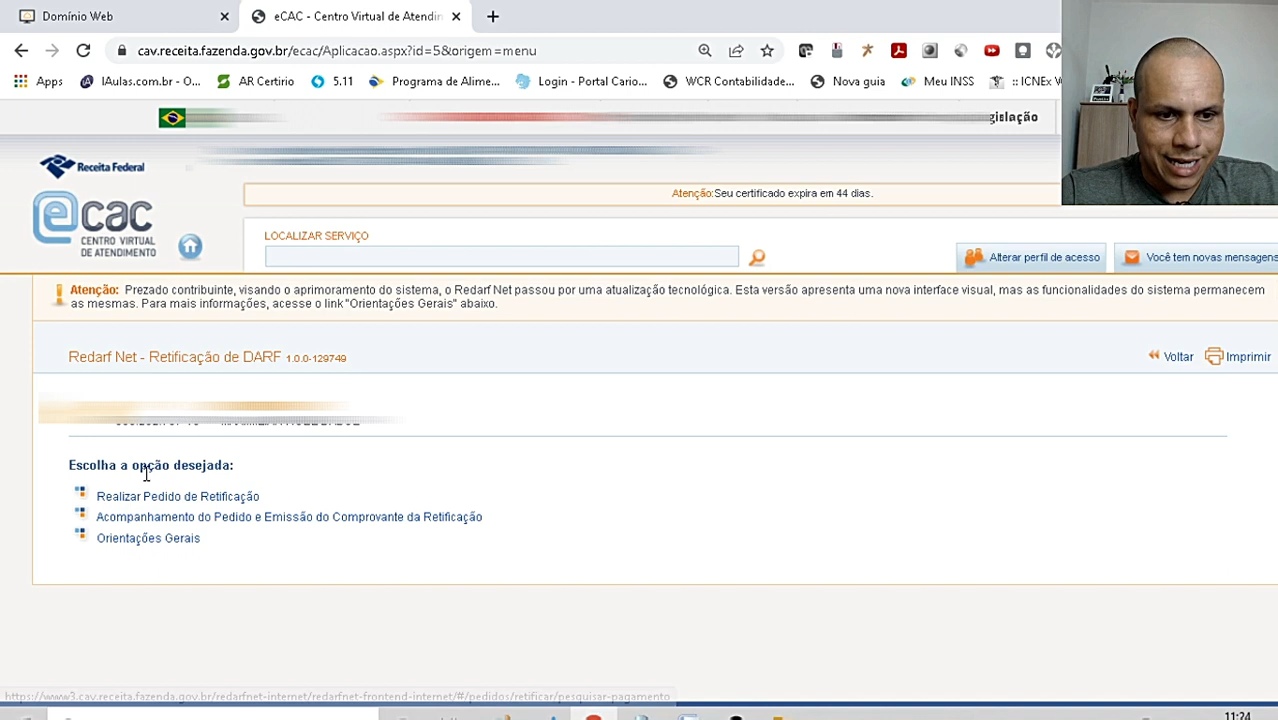 Domínio Web
eCAC - Centro Virtual de Atendin
cav.receita.fazenda.gov.br/ecac/Aplicacao.aspx?id=5&origem=menu
Apps
IAulas.com.br - O...
AR Certirio
5.11
Programa de Alime...
Login - Portal Cario...
WCR Contabilidade...
Nova guia
Meu INSS
:: ICNEx V
gislação
Receita Federal
Atenção:Seu certificado expira em 44 dias.
ecac
CENTRO VIRTUAL
DE ATENDIMENTO
LOCALIZAR SERVIÇO
Alterar perfil de acesso
Você tem novas mensagens
Atenção: Prezado contribuinte, visando o aprimoramento do sistema, o Redarf Net passou por uma atualização tecnológica. Esta versão apresenta uma nova interface visual, mas as funcionalidades do sistema permanecem
as mesmas. Para mais informações, acesse o link "Orientações Gerais" abaixo.
Redarf Net - Retificação de DARF 1.0.0-129749
Voltar
Imprimir
Escolha a opção desejada:
Realizar Pedido de Retificação
Acompanhamento do Pedido e Emissão do Comprovante da Retificação
Orientações Gerais
https://www3.cav.receita.fazenda.gov.br/redarfnet-internet/redarfnet-frontend-internet/#/pedidos/retificar/pesquisar-pagamento
11:24